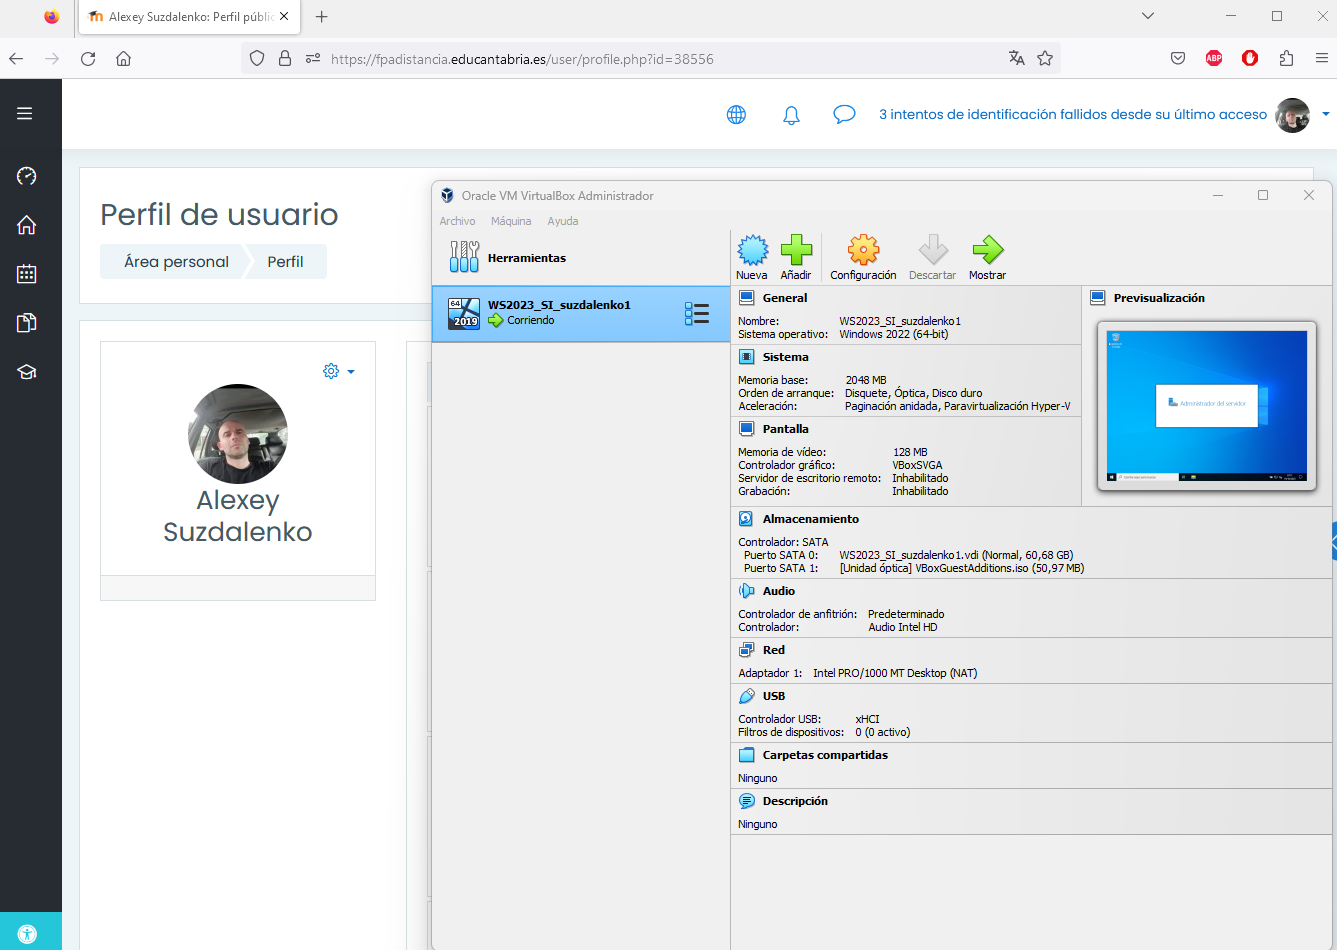 Alexey Suzdalenko: Perfil públic
https://fpadistancia.educantabria.es/user/profile.php?id=38556
ABP
3 intentos de identificación fallidos desde su último acceso
Perfil de usuario
Área personal
Perfil
Alexey
Suzdalenko
Oracle VM VirtualBox Administrador
Archivo Máquina Ayuda
Herramientas
Nueva Añadir Configuración Descartar Mostrar
64
2019
WS2023_SI_suzdalenko1
Corriendo
General
Nombre: WS2023_SI_suzdalenko1
Sistema operativo: Windows 2022 (64-bit)
Previsualización
Administrador del servidor
Sistema
Memoria base: 2048 MB
Orden de arranque: Disquete, Óptica, Disco duro
Aceleración: Paginación anidada, Paravirtualización Hyper-V
Pantalla
Memoria de vídeo: 128 MB
Controlador gráfico: VBoxSVGA
Servidor de escritorio remoto: Inhabilitado
Grabación: Inhabilitado
Almacenamiento
Controlador: SATA
Puerto SATA 0: WS2023_SI_suzdalenko1.vdi (Normal, 60,68 GB)
Puerto SATA 1: [Unidad óptica] VBoxGuestAdditions.iso (50,97 MB)
Audio
Controlador de anfitrión: Predeterminado
Controlador: Audio Intel HD
Red
Adaptador 1: Intel PRO/1000 MT Desktop (NAT)
USB
Controlador USB: xHCI
Filtros de dispositivos: 0 (0 activo)
Carpetas compartidas
Ninguno
Descripción
Ninguno